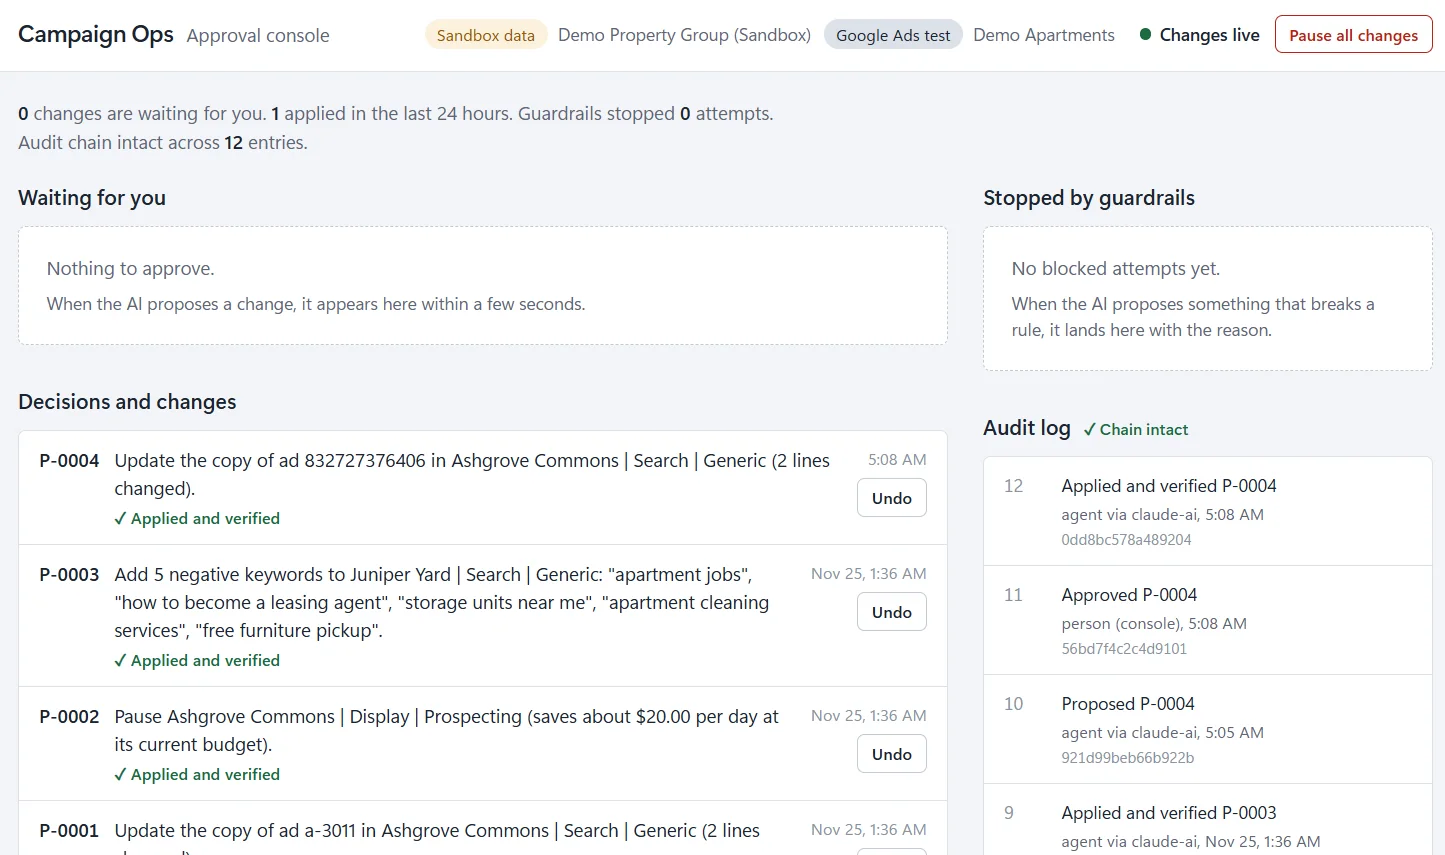 Campaign Ops Approval console Sandbox data Demo Property Group (Sandbox) Google Ads test Demo Apartments Changes live Pause all changes
0 changes are waiting for you. 1 applied in the last 24 hours. Guardrails stopped 0 attempts.
Audit chain intact across 12 entries.
Waiting for you
Nothing to approve.
When the AI proposes a change, it appears here within a few seconds.
Decisions and changes
P-0004 Update the copy of ad 832727376406 in Ashgrove Commons | Search | Generic (2 lines 5:08 AM
changed). Undo
✓ Applied and verified
P-0003 Add 5 negative keywords to Juniper Yard | Search | Generic: "apartment jobs", Nov 25, 1:36 AM
"how to become a leasing agent", "storage units near me", "apartment cleaning Undo
services", "free furniture pickup".
✓ Applied and verified
P-0002 Pause Ashgrove Commons | Display | Prospecting (saves about $20.00 per day at Nov 25, 1:36 AM
its current budget). Undo
✓ Applied and verified
P-0001 Update the copy of ad a-3011 in Ashgrove Commons | Search | Generic (2 lines Nov 25, 1:36 AM
Stopped by guardrails
No blocked attempts yet.
When the AI proposes something that breaks a
rule, it lands here with the reason.
Audit log ✓ Chain intact
12 Applied and verified P-0004
agent via claude-ai, 5:08 AM
0dd8bc578a489204
11 Approved P-0004
person (console), 5:08 AM
56bd7f4c2c4d9101
10 Proposed P-0004
agent via claude-ai, 5:05 AM
921d99beb66b922b
9 Applied and verified P-0003
agent via claude-ai, Nov 25, 1:36 AM